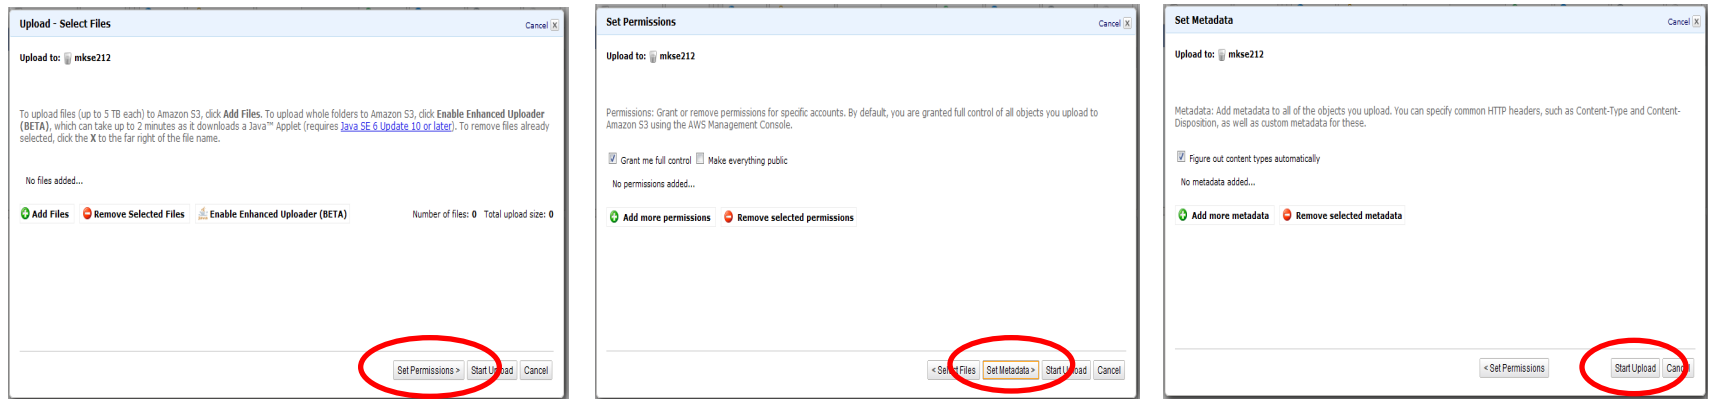 Upload - Select Files
Cancel X
Upload to: mkse212
To upload files (up to 5 TB each) to Amazon S3, click Add Files. To upload whole folders to Amazon S3, click Enable Enhanced Uploader
(BETA), which can take up to 2 minutes as it downloads a Java™ Applet (requires Java SE 6 Update 10 or later). To remove files already
selected, click the X to the far right of the file name.
No files added...
Add Files Remove Selected Files Enable Enhanced Uploader (BETA) Number of files: 0 Total upload size: 0
Set Permissions > Start Upload Cancel
Set Permissions
Cancel X
Upload to: mkse212
Permissions: Grant or remove permissions for specific accounts. By default, you are granted full control of all objects you upload to
Amazon S3 using the AWS Management Console.
Grant me full control Make everything public
No permissions added...
Add more permissions Remove selected permissions
< Select Files Set Metadata > Start Upload Cancel
Set Metadata
Cancel X
Upload to: mkse212
Metadata: Add metadata to all of the objects you upload. You can specify common HTTP headers, such as Content-Type and Content-
Disposition, as well as custom metadata for these.
Figure out content types automatically
No metadata added...
Add more metadata Remove selected metadata
< Set Permissions Start Upload Cancel